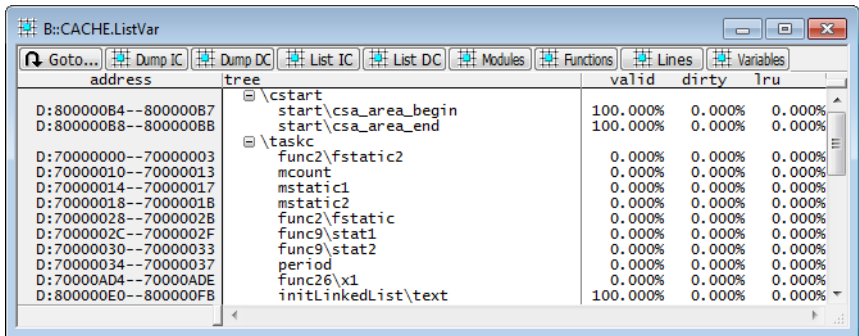 B::CACHE.ListVar
Goto... Dump IC Dump DC List IC List DC Modules Functions Lines Variables
address tree valid dirty lru
\cstart
D:800000B4--800000B7 start\csa_area_begin 100.000% 0.000% 0.000%
D:800000B8--800000BB start\csa_area_end 100.000% 0.000% 0.000%
\taskc
D:70000000--70000003 func2\fstatic2 0.000% 0.000% 0.000%
D:70000010--70000013 mcount 0.000% 0.000% 0.000%
D:70000014--70000017 mstatic1 0.000% 0.000% 0.000%
D:70000018--7000001B mstatic2 0.000% 0.000% 0.000%
D:70000028--7000002B func2\fstatic 0.000% 0.000% 0.000%
D:7000002C--7000002F func9\stat1 0.000% 0.000% 0.000%
D:70000030--70000033 func9\stat2 0.000% 0.000% 0.000%
D:70000034--70000037 period 0.000% 0.000% 0.000%
D:70000AD4--70000ADE func26\x1 0.000% 0.000% 0.000%
D:800000E0--800000FB initLinkedList\text 100.000% 0.000% 0.000%